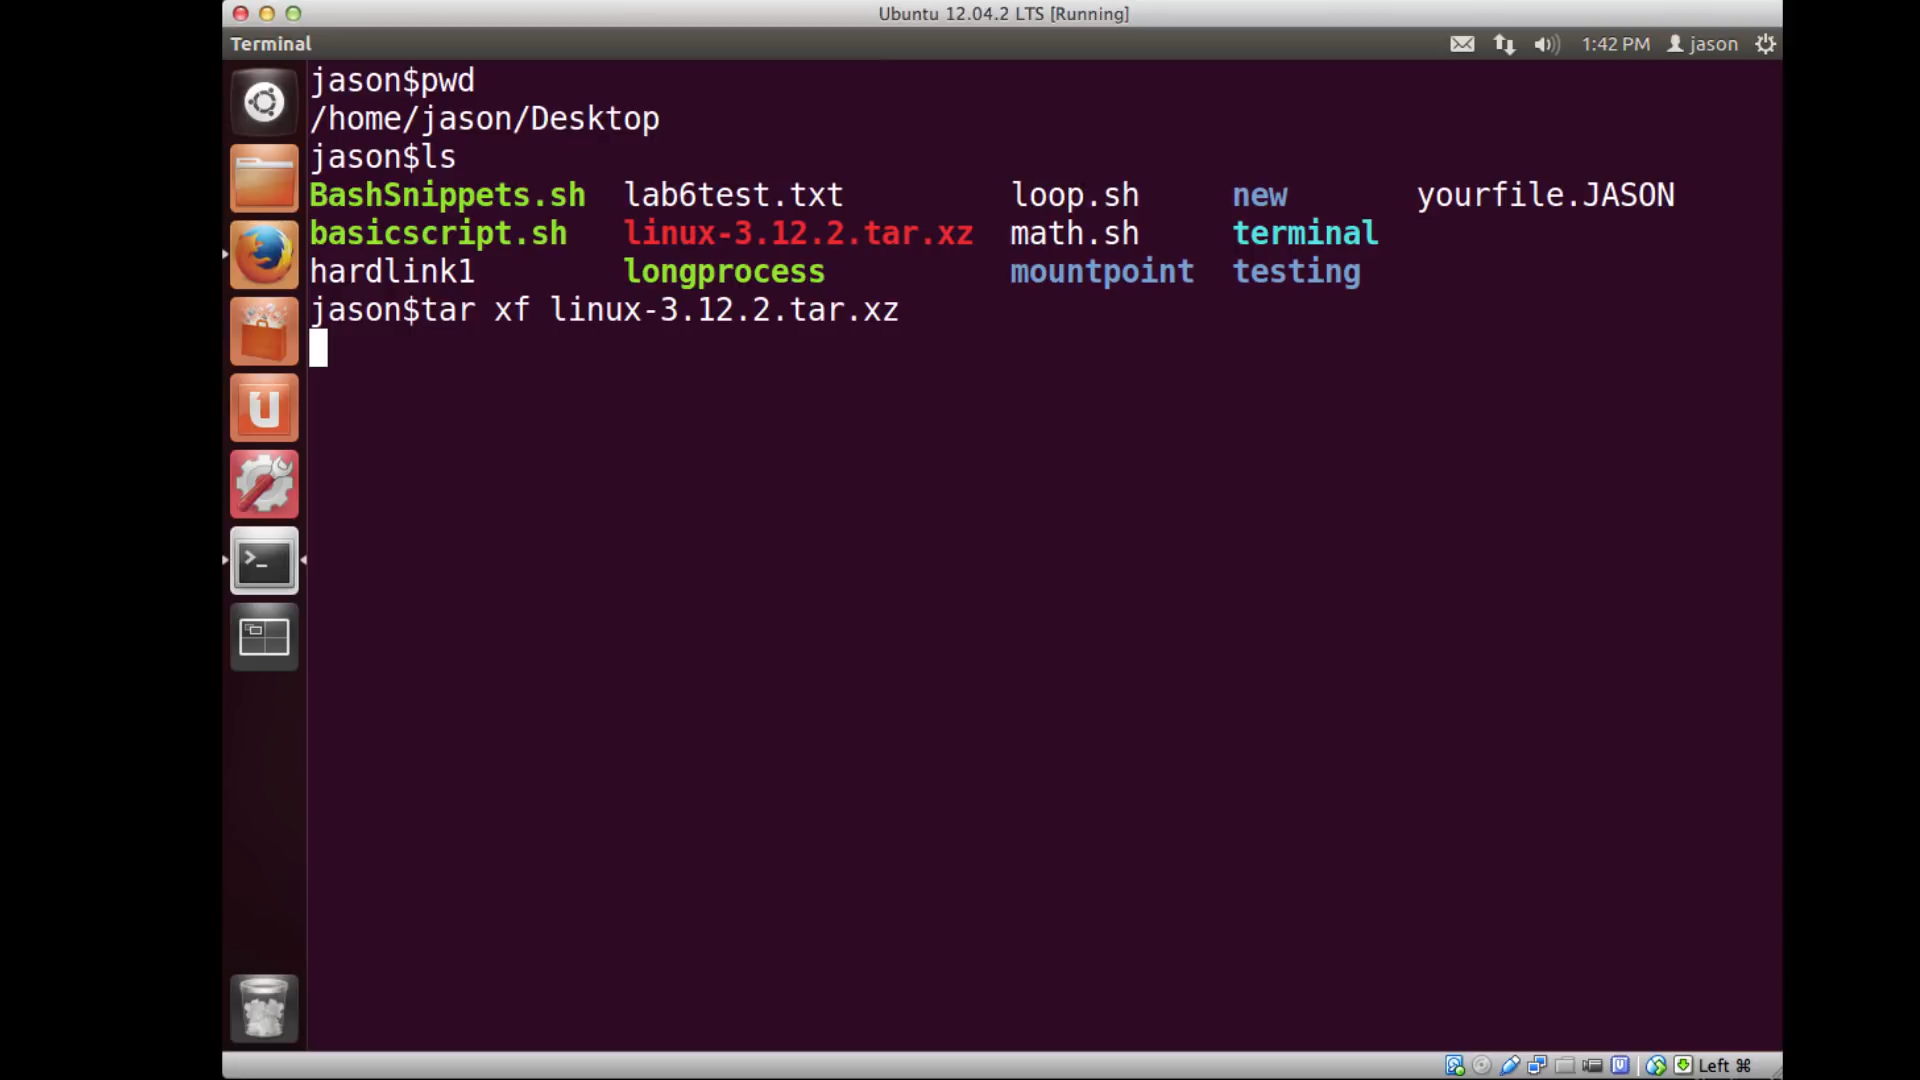 Ubuntu 12.04.2 LTS [Running]
Terminal 1:42 PM jason
jason$pwd
/home/jason/Desktop
jason$ls
BashSnippets.sh lab6test.txt loop.sh new yourfile.JASON
basicscript.sh linux-3.12.2.tar.xz math.sh terminal
hardlink1 longprocess mountpoint testing
jason$tar xf linux-3.12.2.tar.xz
Left ⌘